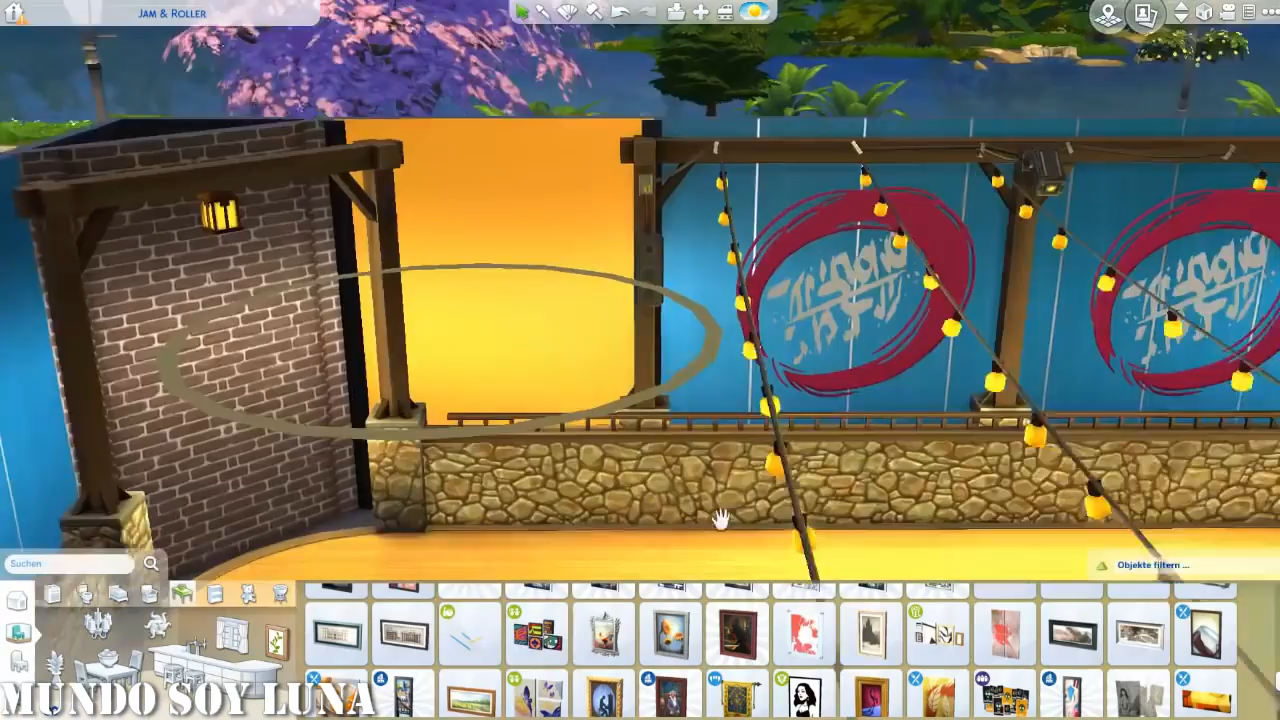 JAM & ROLLER
Suchen
Objekte filtern ...
MUNDO SOY LUNA